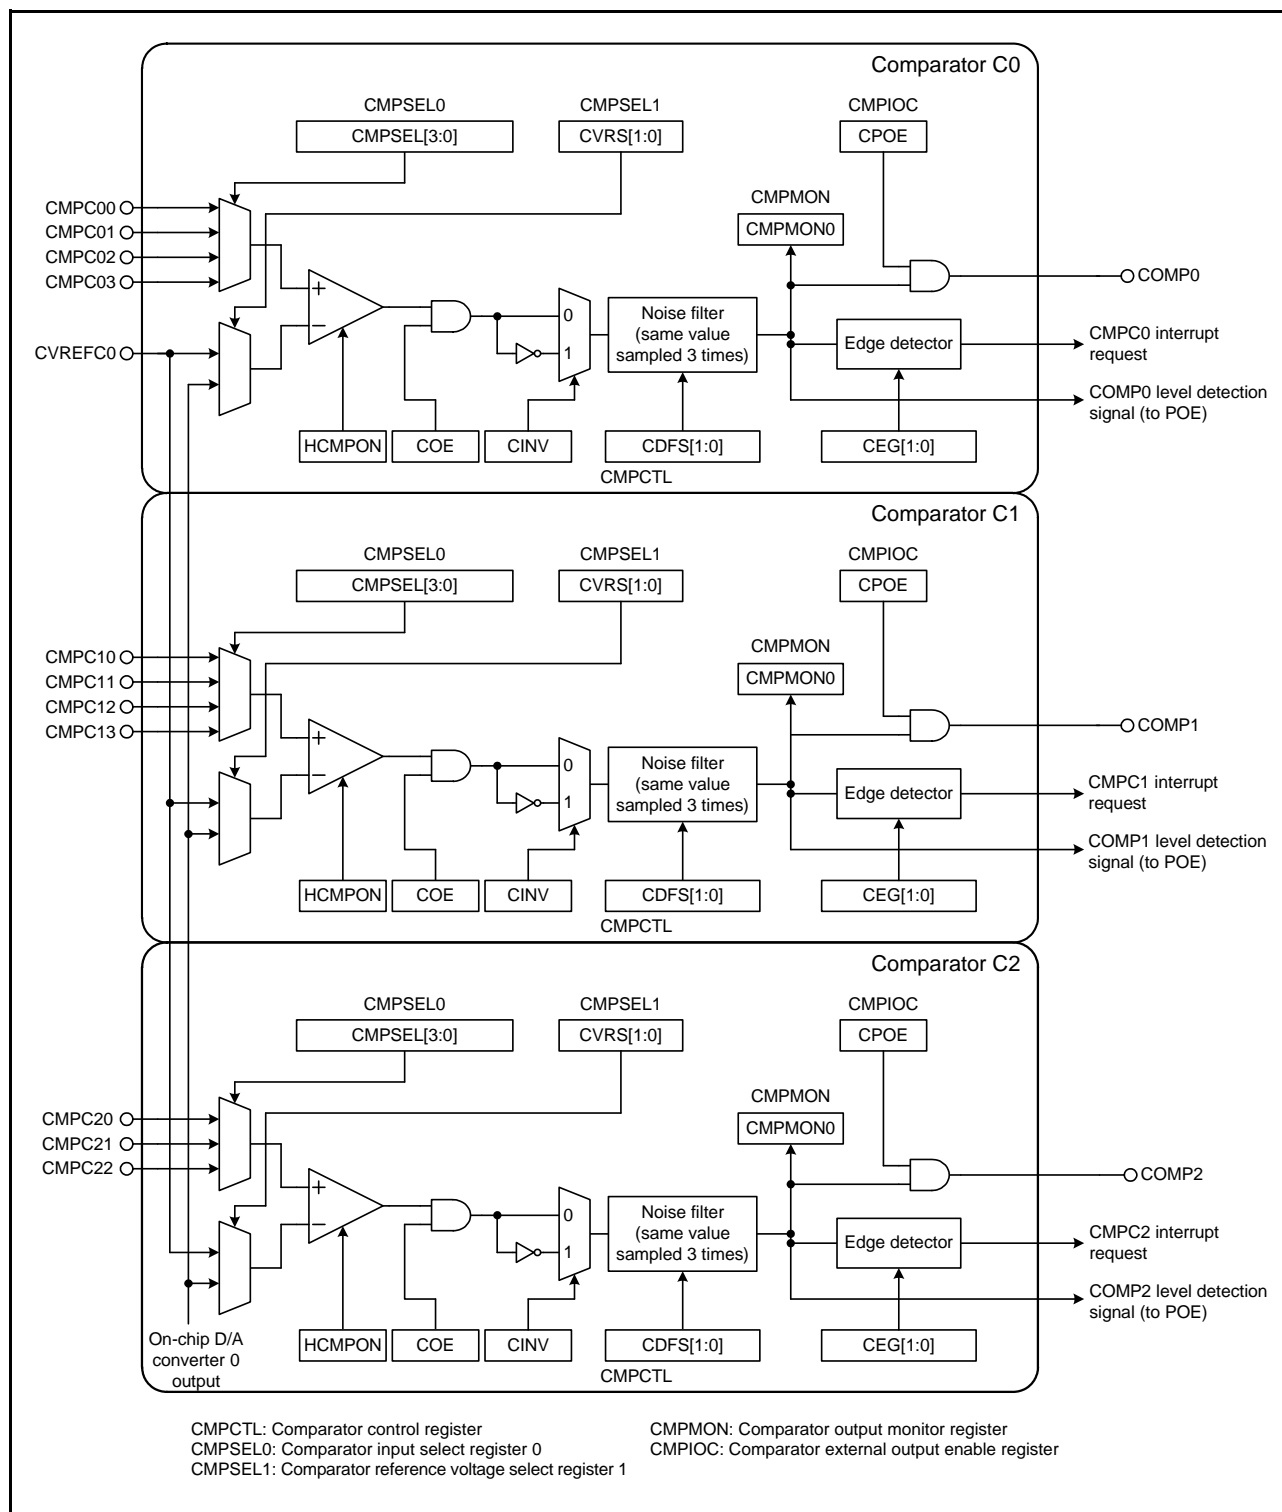 Comparator C0
CMPSEL0
CMPSEL1
CMPIOC
CMPSEL[3:0]
CVRS[1:0]
CPOE
CMPMON
CMPMON0
CMPC00
CMPC01
CMPC02
CMPC03
CVREFC0
+
−
0
1
Noise filter
(same value
sampled 3 times)
Edge detector
COMP0
CMPC0 interrupt
request
COMP0 level detection
signal (to POE)
HCMPON
COE
CINV
CDFS[1:0]
CEG[1:0]
CMPCTL
Comparator C1
CMPSEL0
CMPSEL1
CMPIOC
CMPSEL[3:0]
CVRS[1:0]
CPOE
CMPMON
CMPMON0
CMPC10
CMPC11
CMPC12
CMPC13
+
−
0
1
Noise filter
(same value
sampled 3 times)
Edge detector
COMP1
CMPC1 interrupt
request
COMP1 level detection
signal (to POE)
HCMPON
COE
CINV
CDFS[1:0]
CEG[1:0]
CMPCTL
Comparator C2
CMPSEL0
CMPSEL1
CMPIOC
CMPSEL[3:0]
CVRS[1:0]
CPOE
CMPMON
CMPMON0
CMPC20
CMPC21
CMPC22
+
−
0
1
Noise filter
(same value
sampled 3 times)
Edge detector
COMP2
CMPC2 interrupt
request
COMP2 level detection
signal (to POE)
On-chip D/A
converter 0
output
HCMPON
COE
CINV
CDFS[1:0]
CEG[1:0]
CMPCTL
CMPCTL: Comparator control register
CMPSEL0: Comparator input select register 0
CMPSEL1: Comparator reference voltage select register 1
CMPMON: Comparator output monitor register
CMPIOC: Comparator external output enable register